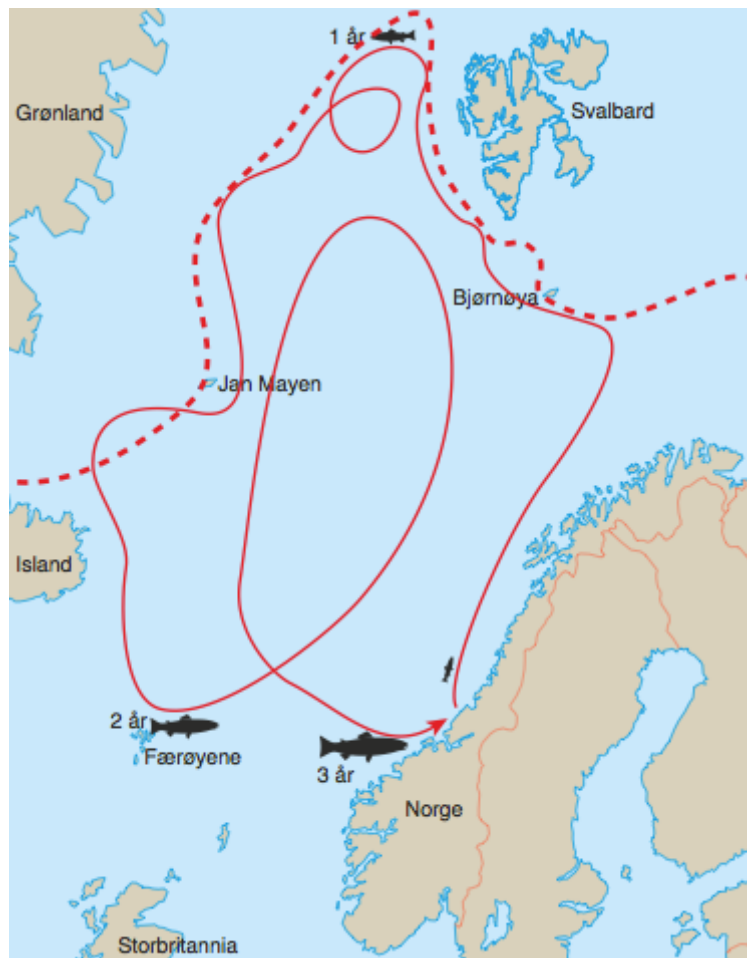 1 år
Grønland
Svalbard
Bjørnøya
Jan Mayen
Island
2 år
Færøyene
3 år
Norge
Storbritannia